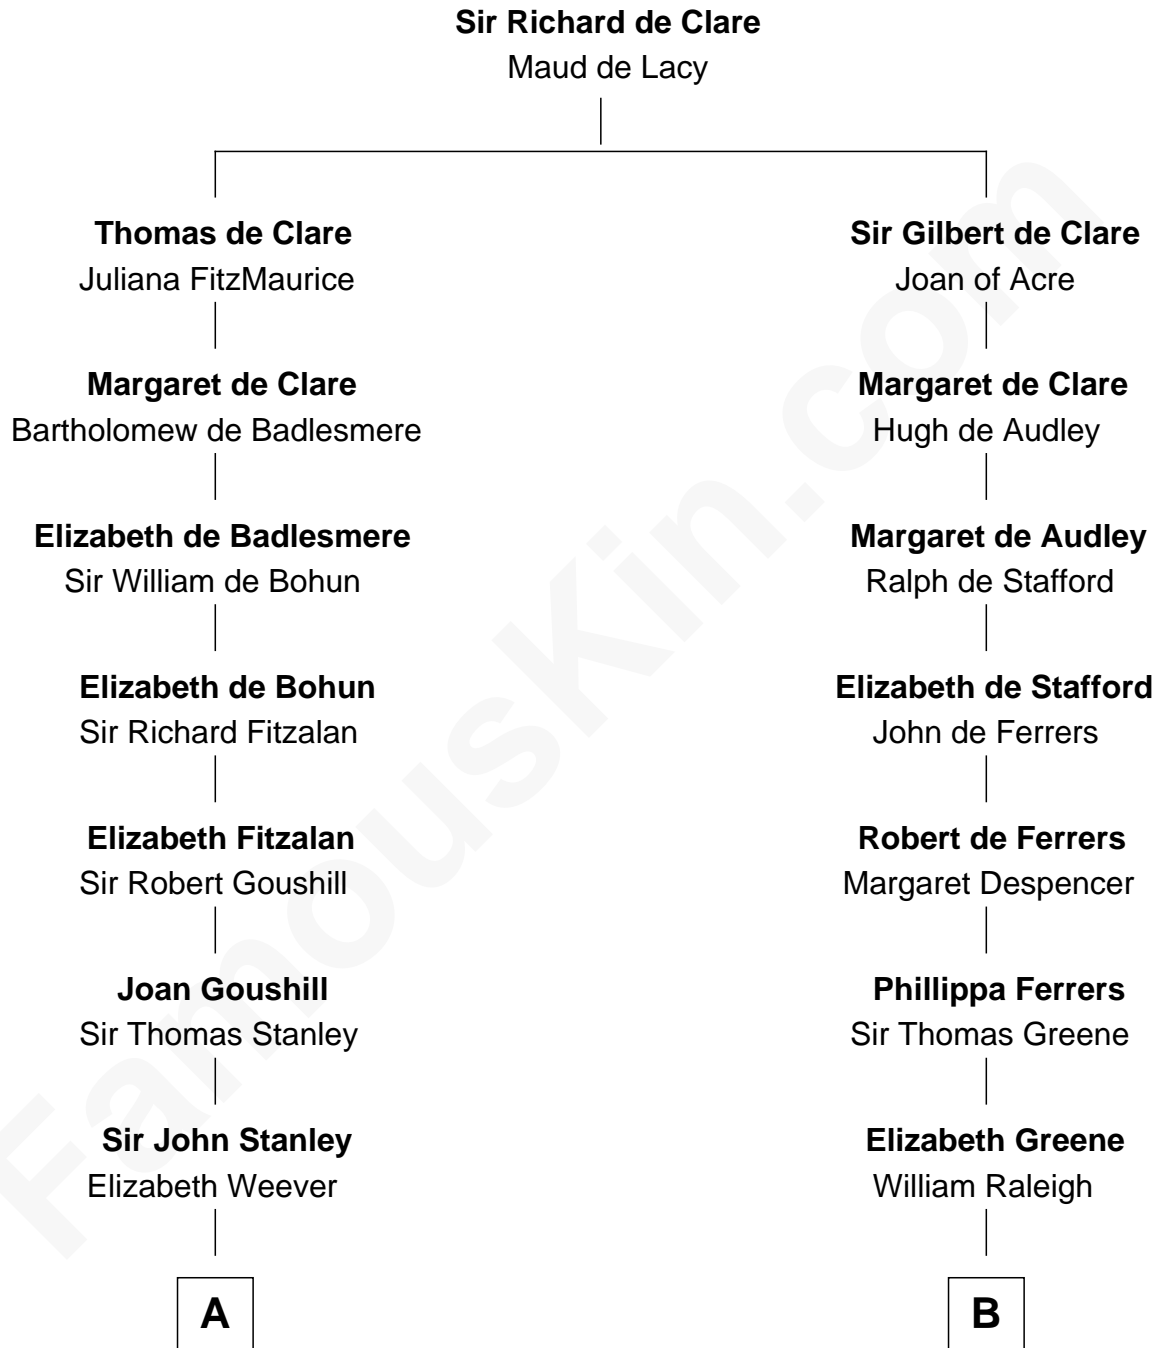 Sir Richard de Clare
Maud de Lacy
Thomas de Clare
Juliana FitzMaurice
Sir Gilbert de Clare
Joan of Acre
Margaret de Clare
Bartholomew de Badlesmere
Margaret de Clare
Hugh de Audley
Elizabeth de Badlesmere
Sir William de Bohun
Margaret de Audley
Ralph de Stafford
Elizabeth de Bohun
Sir Richard Fitzalan
Elizabeth de Stafford
John de Ferrers
Elizabeth Fitzalan
Sir Robert Goushill
Robert de Ferrers
Margaret Despencer
Joan Goushill
Sir Thomas Stanley
Phillippa Ferrers
Sir Thomas Greene
Sir John Stanley
Elizabeth Weever
Elizabeth Greene
William Raleigh
A
B
FamousKin.com